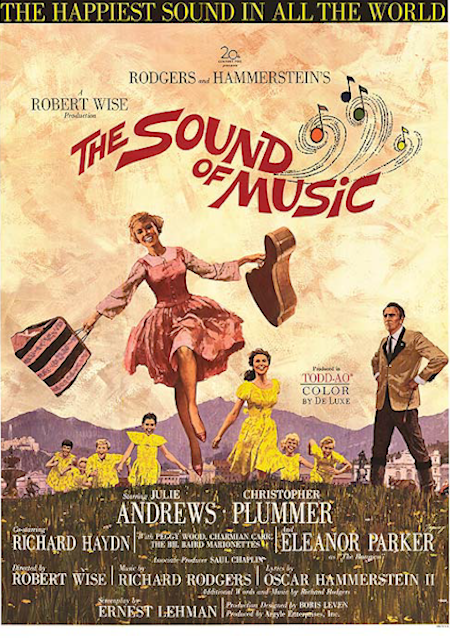 THE HAPPIEST SOUND IN ALL THE WORLD
20th
CENTURY-FOX
presents
RODGERS and HAMMERSTEIN'S
A
ROBERT WISE
Production
THE SOUND
OF MUSIC
Produced in
TODD-AO®
COLOR
BY DE LUXE
Starring JULIE ANDREWS
CHRISTOPHER PLUMMER
Co-starring
RICHARD HAYDN
With PEGGY WOOD, CHARMIAN CARR,
THE BIL BAIRD MARIONETTES
And
ELEANOR PARKER
as "The Baroness"
Associate Producer SAUL CHAPLIN
Directed by
ROBERT WISE
Music by
RICHARD RODGERS
Lyrics by
OSCAR HAMMERSTEIN II
Additional Words and Music by Richard Rodgers
Screenplay by
ERNEST LEHMAN
Production Designed by BORIS LEVEN
Produced by Argyle Enterprises, Inc.